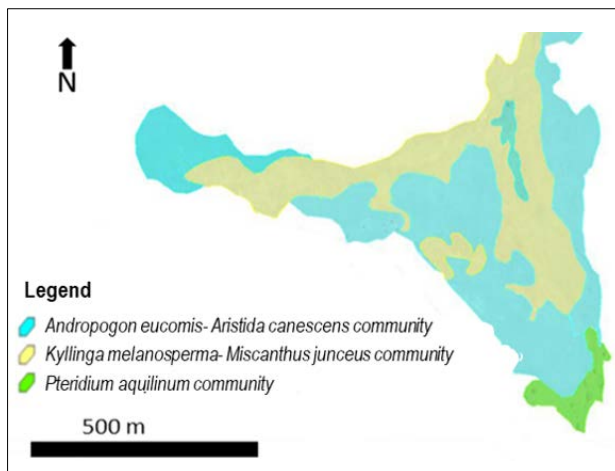 N
Legend
Andropogon eucomis- Aristida canescens community
Kyllinga melanosperma- Miscanthus junceus community
Pteridium aquilinum community
500 m